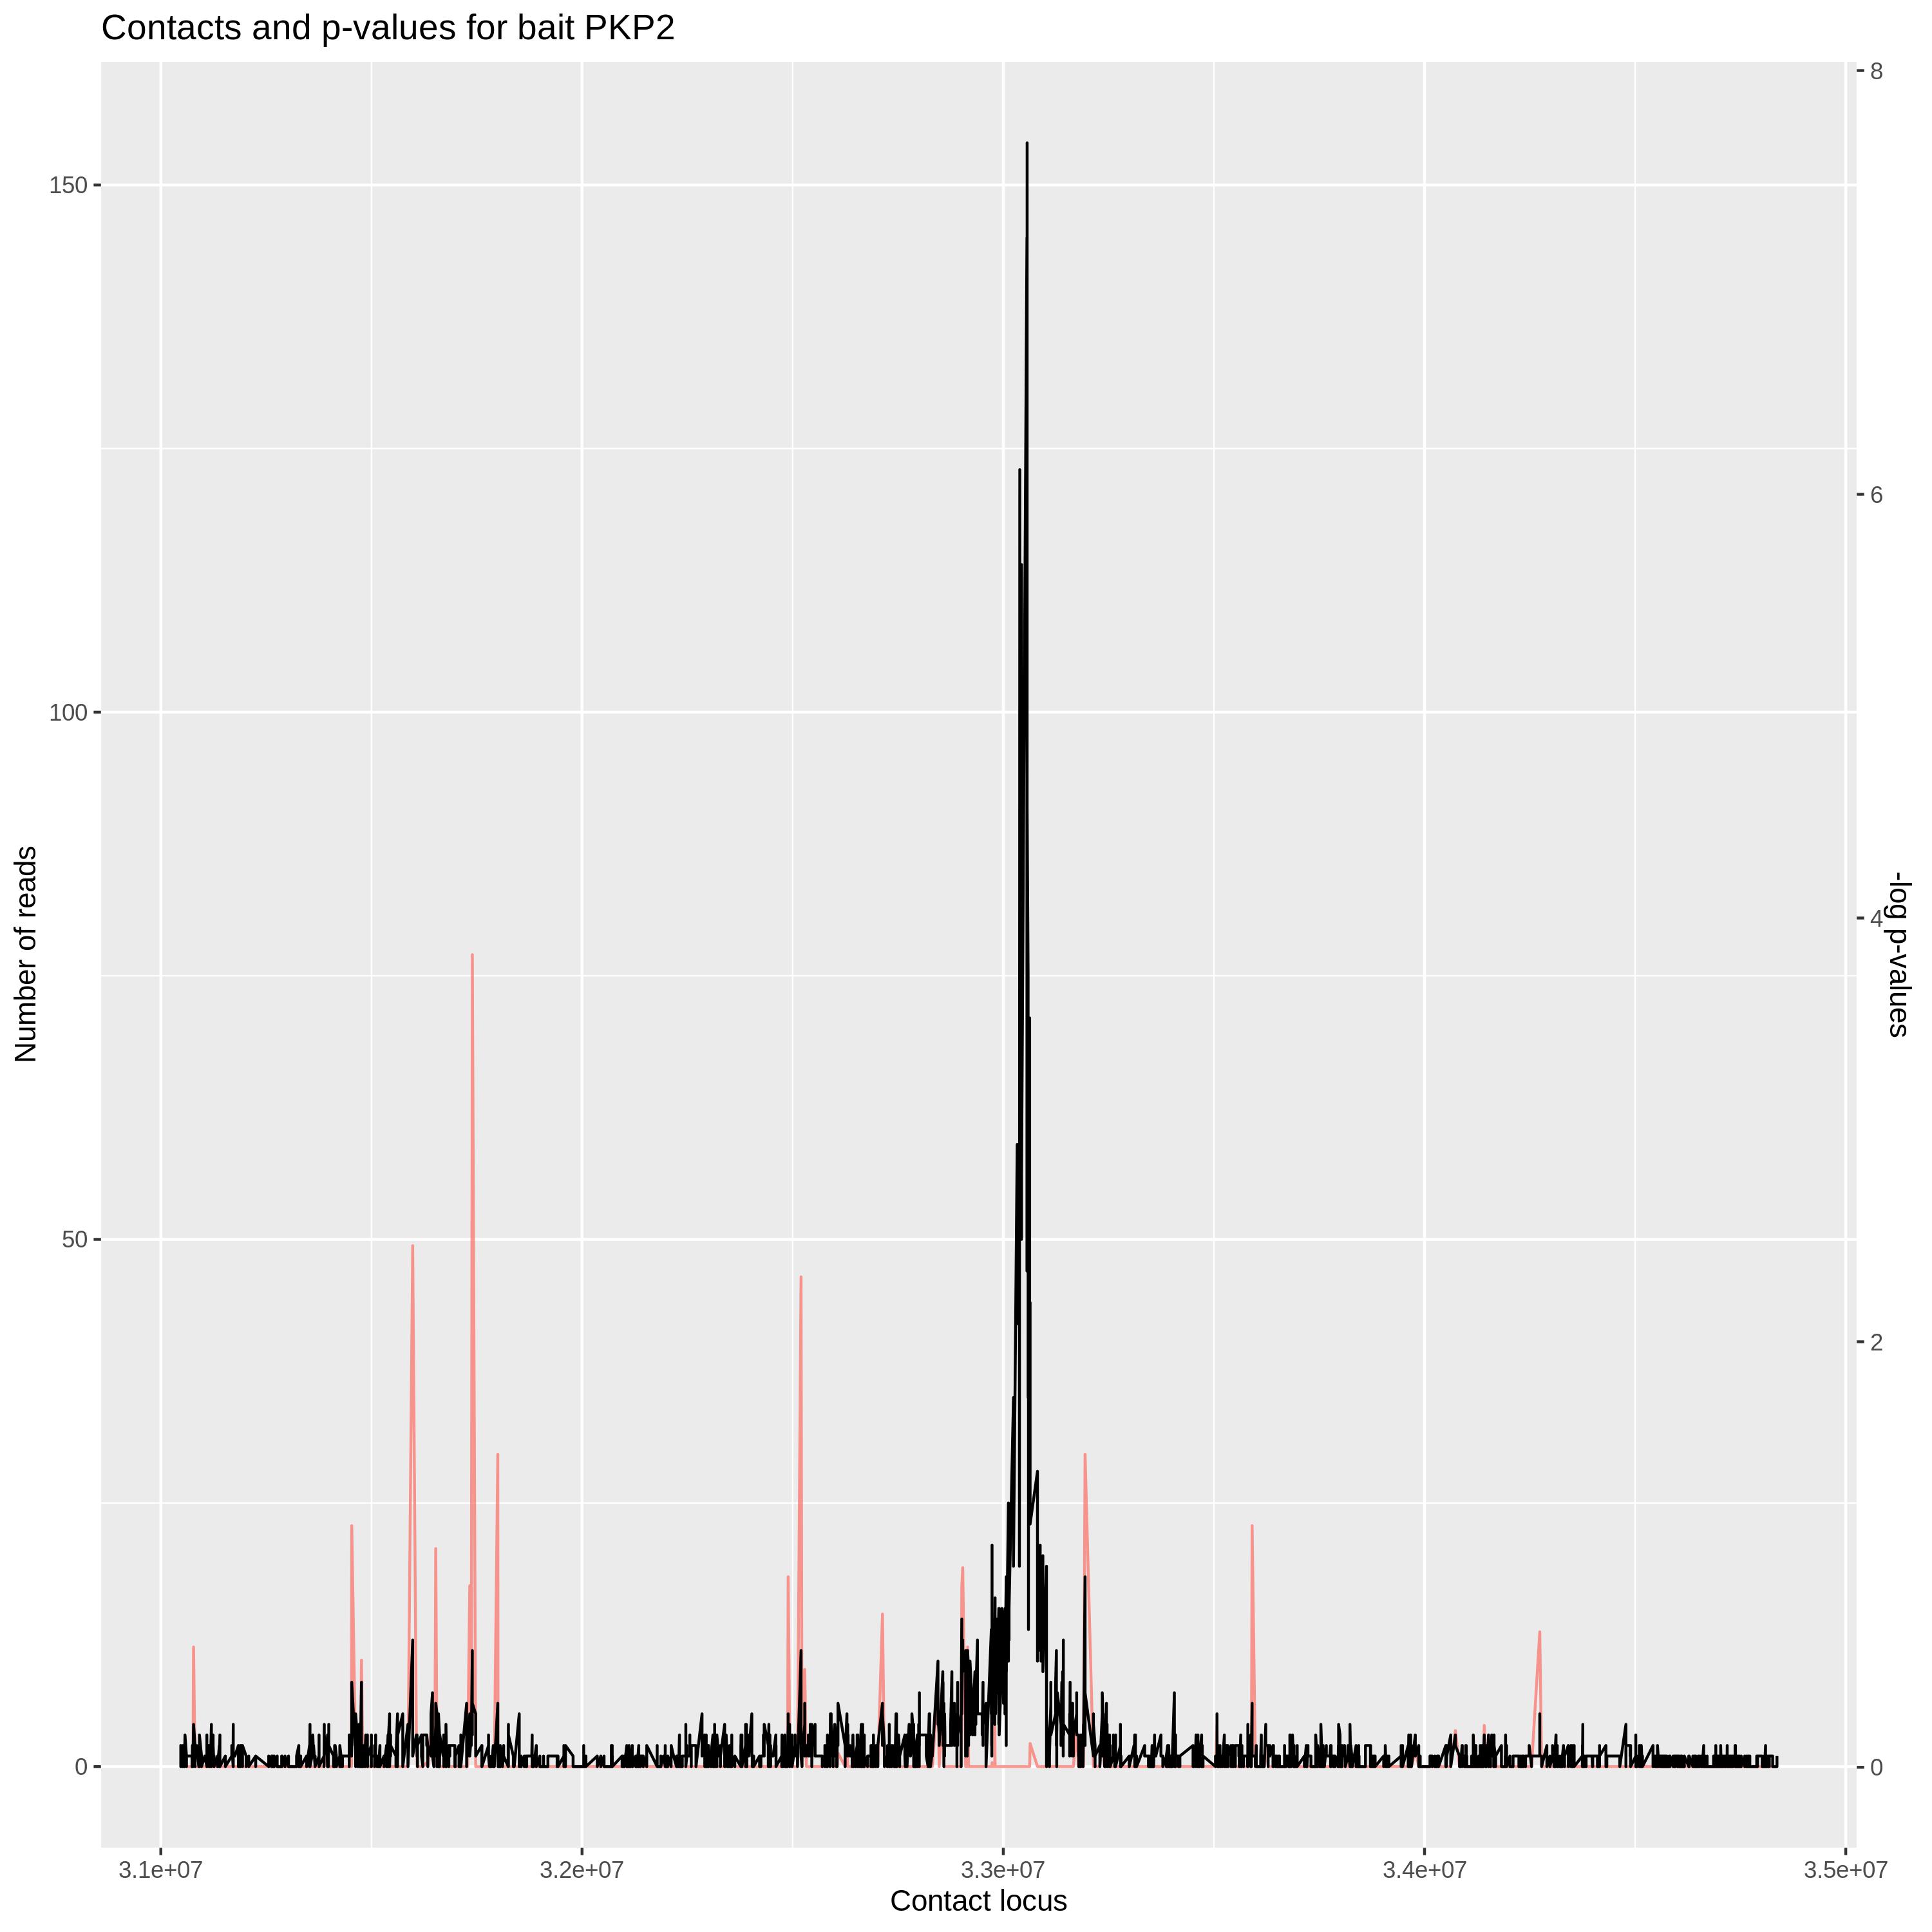 Contacts and p-values for bait PKP2
150
100
50
0
Number of reads
8
6
4
2
0
-log p-values
3.1e+07
3.2e+07
3.3e+07
3.4e+07
3.5e+07
Contact locus